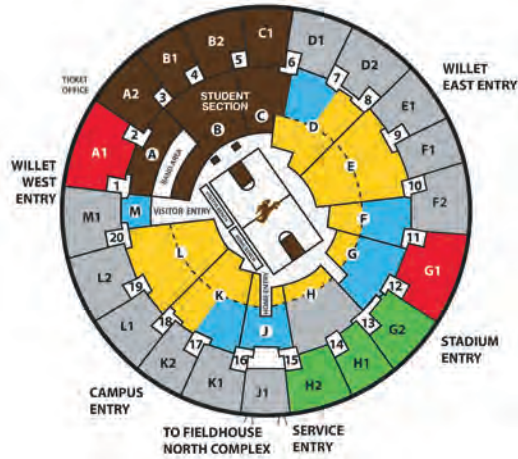 C1
B2
D1
B1
5
6
D2
WILLET
EAST ENTRY
4
7
TICKET
OFFICE
A2
3
STUDENT
SECTION
8
E1
C
B
D
9
2
A
F1
A1
BAND AREA
E
WILLET
WEST
ENTRY
1
10
M
VISITOR ENTRY
F
F2
M1
20
11
L
G
G1
L2
19
K
HOME ENTRY
H
12
L1
18
J
13
G2
STADIUM
ENTRY
K2
17
16
15
14
H1
K1
J1
H2
CAMPUS
ENTRY
TO FIELDHOUSE
NORTH COMPLEX
SERVICE
ENTRY